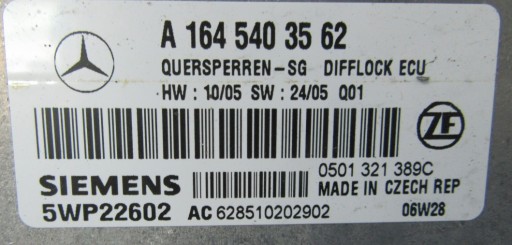 A 164 540 35 62
QUERSPERREN-SG DIFFLOCK ECU
HW : 10/05 SW : 24/05 Q01
ZF
0501 321 389C
SIEMENS MADE IN CZECH REP
5WP22602 AC 628510202902 06W28